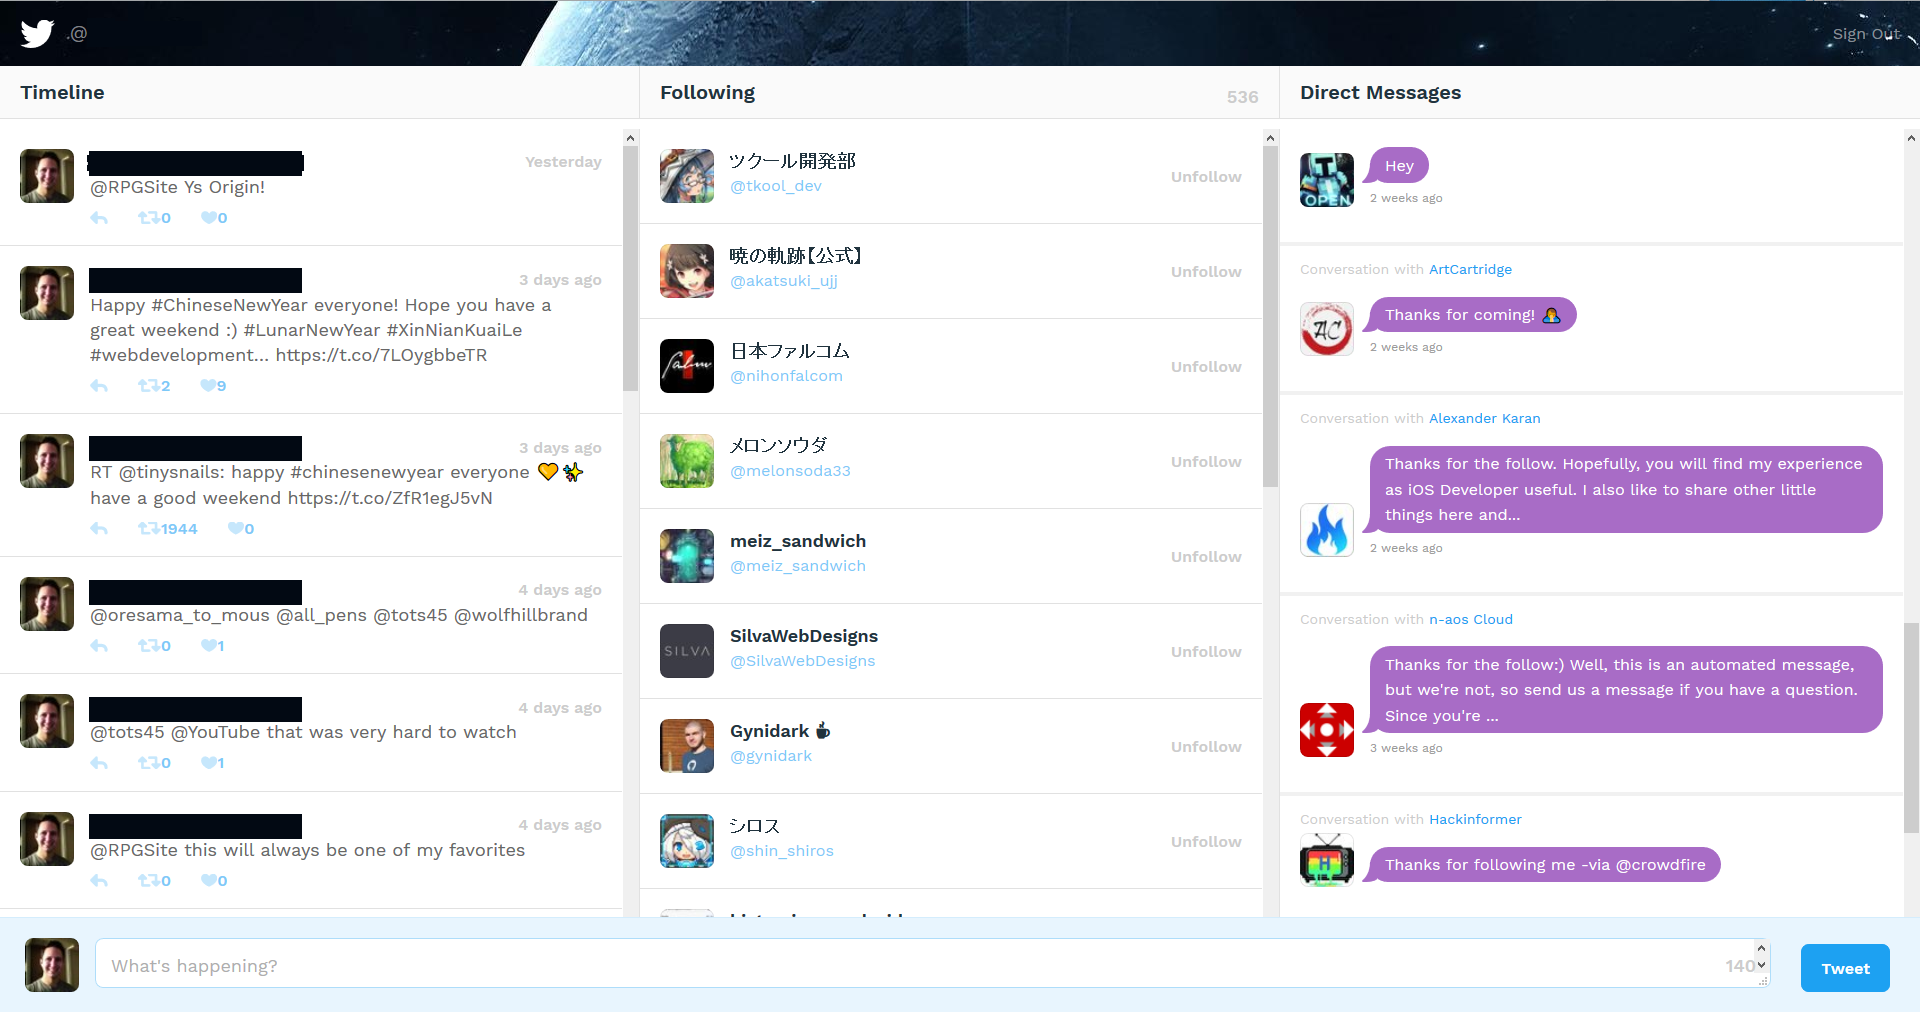 .@
Sign Out
Timeline
Yesterday
@RPGSite Ys Origin!
0
0
3 days ago
Happy #ChineseNewYear everyone! Hope you have a
great weekend :) #LunarNewYear #XinNianKuaiLe
#webdevelopment... https://t.co/7LOygbbeTR
2
9
3 days ago
RT @tinysnails: happy #chinesenewyear everyone 💛✨
have a good weekend https://t.co/ZfR1egJ5vN
1944
0
4 days ago
@oresama_to_mous @all_pens @tots45 @wolfhillbrand
0
1
4 days ago
@tots45 @YouTube that was very hard to watch
0
1
4 days ago
@RPGSite this will always be one of my favorites
0
0
Following
536
ツクール開発部
@tkool_dev
Unfollow
暁の軌跡【公式】
@akatsuki_ujj
Unfollow
日本ファルコム
@nihonfalcom
Unfollow
メロンソウダ
@melonsoda33
Unfollow
meiz_sandwich
@meiz_sandwich
Unfollow
SILVA
SilvaWebDesigns
@SilvaWebDesigns
Unfollow
Gynidark
@gynidark
Unfollow
シロス
@shin_shiros
Unfollow
Direct Messages
OPEN
Hey
2 weeks ago
Conversation with ArtCartridge
AC
Thanks for coming!
2 weeks ago
Conversation with Alexander Karan
Thanks for the follow. Hopefully, you will find my experience
as iOS Developer useful. I also like to share other little
things here and...
2 weeks ago
Conversation with n-aos Cloud
Thanks for the follow:) Well, this is an automated message,
but we're not, so send us a message if you have a question.
Since you're ...
3 weeks ago
Conversation with Hackinformer
H
Thanks for following me -via @crowdfire
What's happening?
140
Tweet